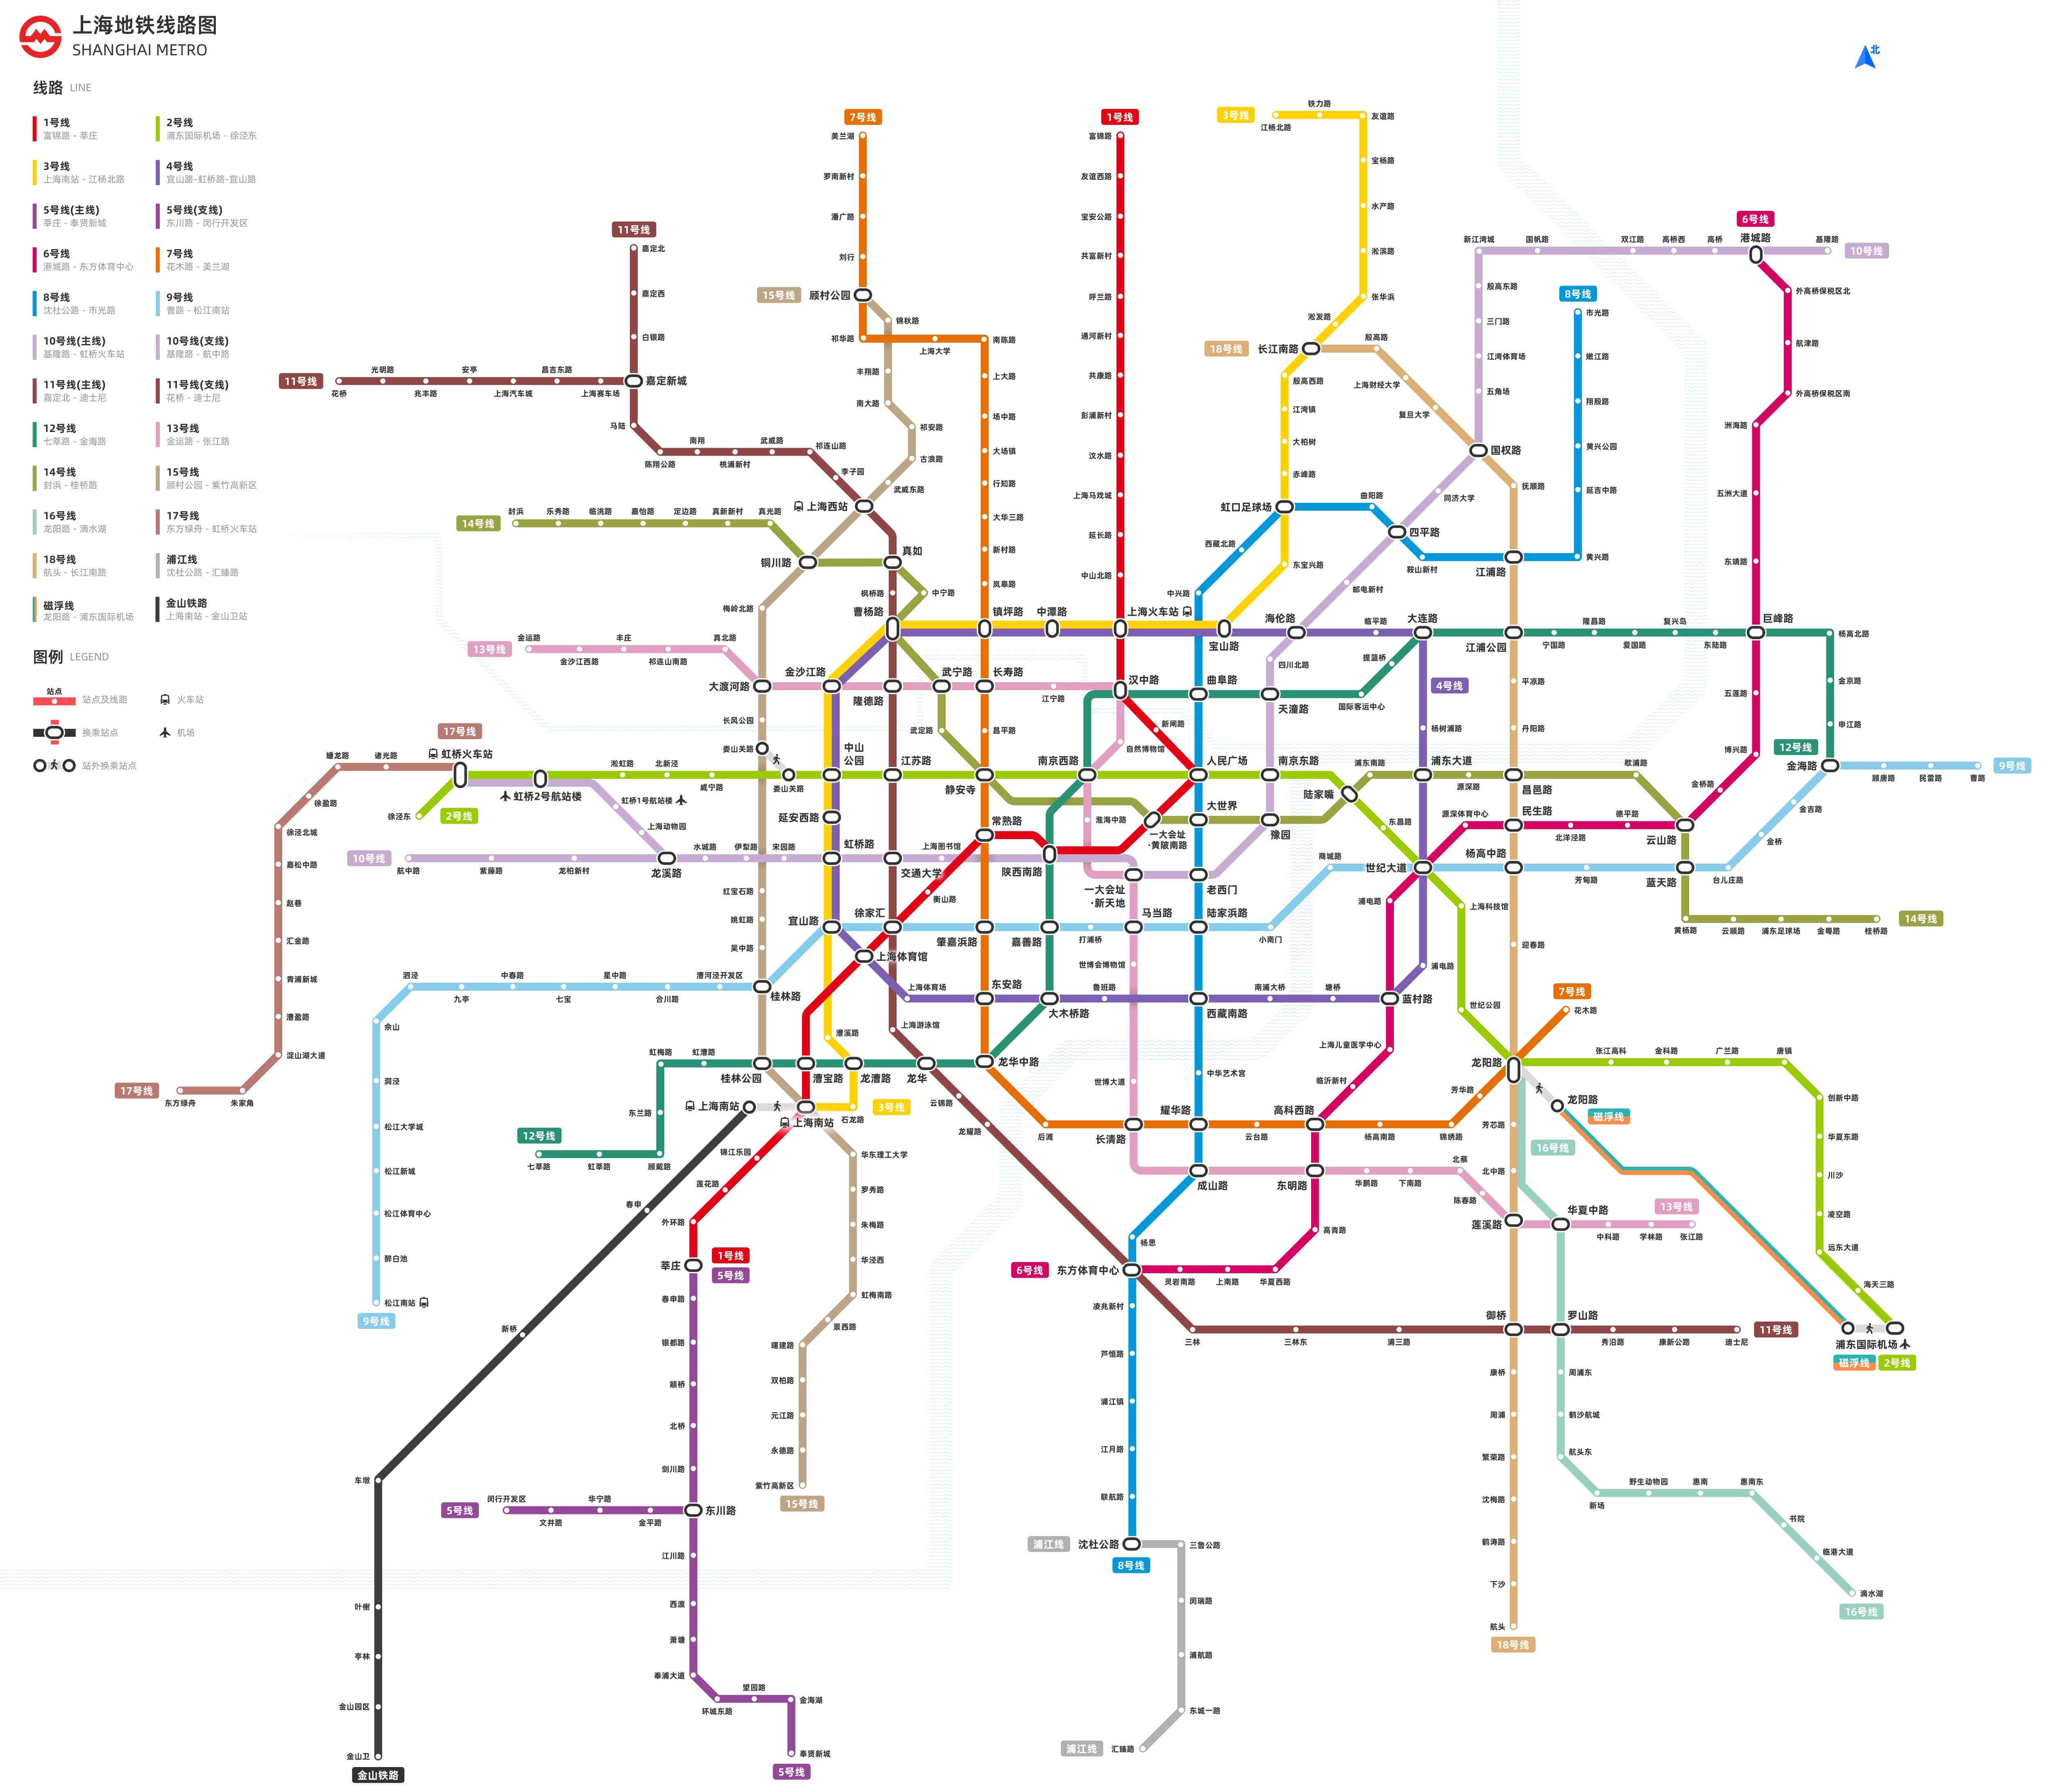 上海地铁线路图
SHANGHAI METRO
北
线路 LINE
1号线
富锦路 - 莘庄
2号线
浦东国际机场 - 徐泾东
3号线
上海南站 - 江杨北路
4号线
宜山路-虹桥路-宜山路
5号线(主线)
莘庄 - 奉贤新城
5号线(支线)
东川路 - 闵行开发区
6号线
港城路 - 东方体育中心
7号线
花木路 - 美兰湖
8号线
沈杜公路 - 市光路
9号线
曹路 - 松江南站
10号线(主线)
基隆路 - 虹桥火车站
10号线(支线)
基隆路 - 航中路
11号线(主线)
嘉定北 - 迪士尼
11号线(支线)
花桥 - 迪士尼
12号线
七莘路 - 金海路
13号线
金运路 - 张江路
14号线
封浜 - 桂桥路
15号线
顾村公园 - 紫竹高新区
16号线
龙阳路 - 滴水湖
17号线
东方绿舟 - 虹桥火车站
18号线
航头 - 长江南路
浦江线
沈杜公路 - 汇臻路
磁浮线
龙阳路 - 浦东国际机场
金山铁路
上海南站 - 金山卫站
图例 LEGEND
站点
站点及线路
火车站
换乘站点
机场
站外换乘站点
7号线
美兰湖
罗南新村
潘广路
刘行
15号线
顾村公园
祁华路
上海大学
南陈路
上大路
场中路
大场镇
行知路
大华三路
新村路
岚皋路
镇坪路
长寿路
昌平路
静安寺
常熟路
肇嘉浜路
东安路
龙华中路
后滩
长清路
耀华路
云台路
高科西路
杨高南路
锦绣路
芳华路
龙阳路
花木路
7号线
1号线
富锦路
友谊西路
宝安公路
共富新村
呼兰路
通河新村
共康路
彭浦新村
汶水路
上海马戏城
延长路
中山北路
上海火车站
汉中路
新闸路
人民广场
一大会址
·黄陂南路
陕西南路
衡山路
徐家汇
上海体育馆
漕宝路
上海南站
锦江乐园
莲花路
外环路
莘庄
1号线
5号线
3号线
江杨北路
铁力路
友谊路
宝杨路
水产路
淞滨路
张华浜
淞发路
18号线
长江南路
殷高西路
江湾镇
大柏树
赤峰路
虹口足球场
东宝兴路
宝山路
中潭路
曹杨路
金沙江路
中山
公园
延安西路
虹桥路
宜山路
漕溪路
龙漕路
石龙路
3号线
殷高路
上海财经大学
复旦大学
国权路
抚顺路
江浦路
江浦公园
平凉路
丹阳路
昌邑路
民生路
杨高中路
迎春路
芳芯路
北中路
莲溪路
御桥
康桥
周浦
繁荣路
沈梅路
鹤涛路
下沙
航头
18号线
6号线
港城路
外高桥保税区北
航津路
外高桥保税区南
洲海路
五洲大道
东靖路
巨峰路
五莲路
博兴路
金桥路
云山路
德平路
北洋泾路
源深体育中心
世纪大道
浦电路
蓝村路
上海儿童医学中心
临沂新村
东明路
高青路
华夏西路
上南路
灵岩南路
东方体育中心
6号线
10号线
基隆路
高桥
高桥西
双江路
国帆路
新江湾城
殷高东路
三门路
江湾体育场
五角场
同济大学
四平路
邮电新村
海伦路
四川北路
天潼路
南京东路
豫园
老西门
一大会址
·新天地
上海图书馆
交通大学
宋园路
伊犁路
水城路
龙溪路
龙柏新村
紫藤路
航中路
10号线
上海动物园
虹桥1号航站楼
虹桥2号航站楼
虹桥火车站
8号线
市光路
嫩江路
翔殷路
黄兴公园
延吉中路
黄兴路
鞍山新村
曲阳路
西藏北路
中兴路
曲阜路
大世界
陆家浜路
西藏南路
中华艺术宫
成山路
杨思
凌兆新村
芦恒路
浦江镇
江月路
联航路
沈杜公路
8号线
浦江线
三鲁公路
闵瑞路
浦航路
东城一路
汇臻路
浦江线
11号线
嘉定北
嘉定西
白银路
嘉定新城
11号线
花桥
光明路
兆丰路
安亭
上海汽车城
昌吉东路
上海赛车场
马陆
陈翔公路
南翔
桃浦新村
武威路
祁连山路
李子园
上海西站
真如
枫桥路
隆德路
江苏路
上海游泳馆
龙华
云锦路
龙耀路
三林
三林东
浦三路
罗山路
秀沿路
康新公路
迪士尼
11号线
锦秋路
丰翔路
南大路
祁安路
古浪路
武威东路
铜川路
梅岭北路
大渡河路
长风公园
娄山关路
红宝石路
姚虹路
吴中路
桂林路
桂林公园
上海南站
华东理工大学
罗秀路
朱梅路
华泾西
虹梅南路
景西路
曙建路
双柏路
元江路
永德路
紫竹高新区
15号线
14号线
封浜
乐秀路
临洮路
嘉怡路
定边路
真新新村
真光路
中宁路
武宁路
武定路
陆家嘴
浦东南路
浦东大道
源深路
歇浦路
蓝天路
黄杨路
云顺路
浦东足球场
金粤路
桂桥路
14号线
13号线
金运路
金沙江西路
丰庄
祁连山南路
真北路
江宁路
自然博物馆
南京西路
淮海中路
马当路
世博会博物馆
世博大道
华鹏路
下南路
北蔡
陈春路
华夏中路
中科路
学林路
张江路
13号线
临平路
大连路
4号线
杨树浦路
浦电路
塘桥
南浦大桥
鲁班路
大木桥路
上海体育场
提篮桥
国际客运中心
隆昌路
宁国路
爱国路
复兴岛
东陆路
杨高北路
金京路
申江路
12号线
金海路
嘉善路
虹漕路
虹梅路
东兰路
顾戴路
虹莘路
七莘路
12号线
17号线
诸光路
蟠龙路
徐盈路
徐泾北城
嘉松中路
赵巷
汇金路
青浦新城
漕盈路
淀山湖大道
朱家角
东方绿舟
17号线
徐泾东
2号线
淞虹路
北新泾
威宁路
娄山关路
东昌路
上海科技馆
世纪公园
张江高科
金科路
广兰路
唐镇
创新中路
华夏东路
川沙
凌空路
远东大道
海天三路
浦东国际机场
磁浮线
2号线
龙阳路
磁浮线
16号线
周浦东
鹤沙航城
航头东
新场
野生动物园
惠南
惠南东
书院
临港大道
滴水湖
16号线
9号线
曹路
民雷路
顾唐路
金吉路
金桥
台儿庄路
芳甸路
商城路
小南门
打浦桥
漕河泾开发区
合川路
星中路
七宝
中春路
九亭
泗泾
佘山
洞泾
松江大学城
松江新城
松江体育中心
醉白池
松江南站
9号线
春申
新桥
车墩
叶榭
亭林
金山园区
金山卫
金山铁路
春申路
银都路
颛桥
北桥
剑川路
东川路
金平路
华宁路
文井路
闵行开发区
5号线
江川路
西渡
萧塘
奉浦大道
环城东路
望园路
金海湖
奉贤新城
5号线